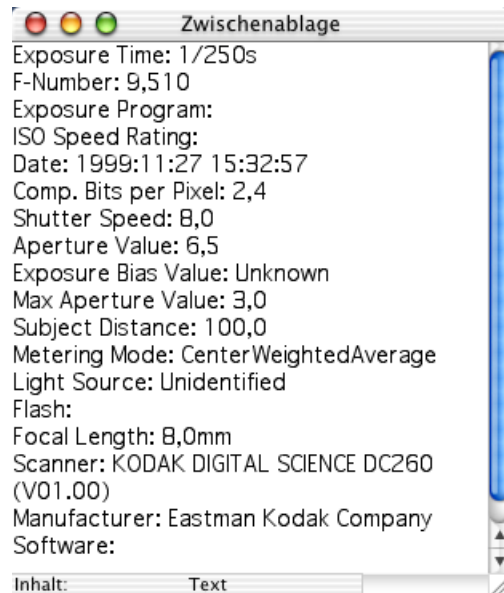 Zwischenablage
Exposure Time: 1/250s
F-Number: 9,510
Exposure Program:
ISO Speed Rating:
Date: 1999:11:27 15:32:57
Comp. Bits per Pixel: 2,4
Shutter Speed: 8,0
Aperture Value: 6,5
Exposure Bias Value: Unknown
Max Aperture Value: 3,0
Subject Distance: 100,0
Metering Mode: CenterWeightedAverage
Light Source: Unidentified
Flash:
Focal Length: 8,0mm
Scanner: KODAK DIGITAL SCIENCE DC260
(V01.00)
Manufacturer: Eastman Kodak Company
Software:
Inhalt: Text